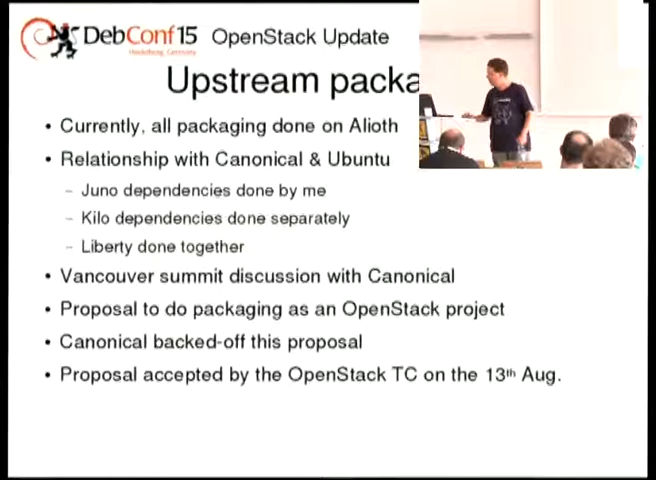 DebConf15 OpenStack Update
Heidelberg, Germany
Upstream packa
• Currently, all packaging done on Alioth
• Relationship with Canonical & Ubuntu
– Juno dependencies done by me
– Kilo dependencies done separately
– Liberty done together
• Vancouver summit discussion with Canonical
• Proposal to do packaging as an OpenStack project
• Canonical backed-off this proposal
• Proposal accepted by the OpenStack TC on the 13th Aug.